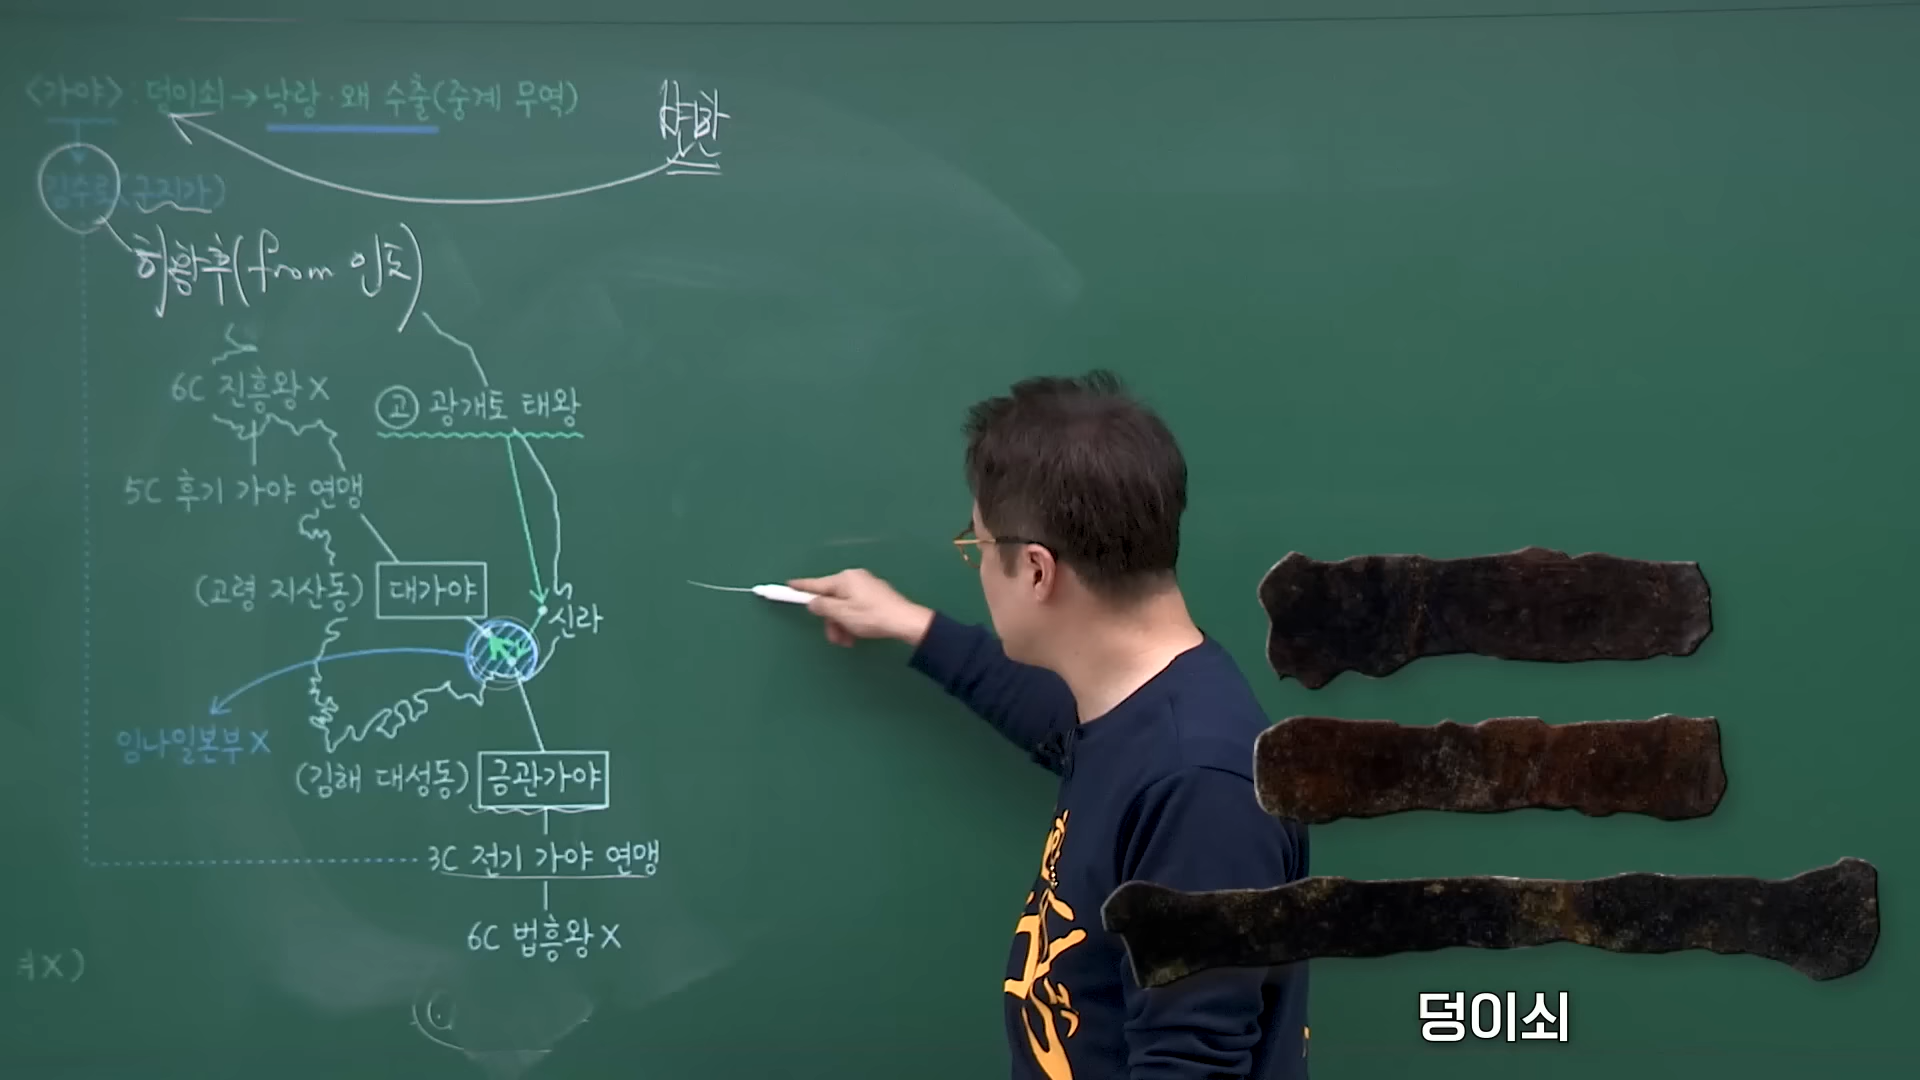 <가야> : 덩이쇠→낙랑·왜 수출(중계 무역)
변한
김수로(구지가)
허황후(from 인도)
6C 진흥왕X
고 광개토 태왕
5C 후기 가야 연맹
(고령 지산동) 대가야
신라
임나일본부X
(김해 대성동) 금관가야
3C 전기 가야 연맹
6C 법흥왕X
X)
덩이쇠